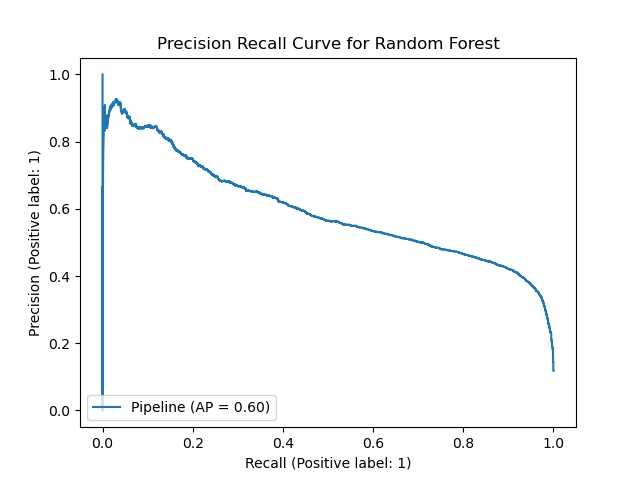 Precision Recall Curve for Random Forest
Precision (Positive label: 1)
1.0
0.8
0.6
0.4
0.2
0.0
Pipeline (AP = 0.60)
0.0 0.2 0.4 0.6 0.8 1.0
Recall (Positive label: 1)